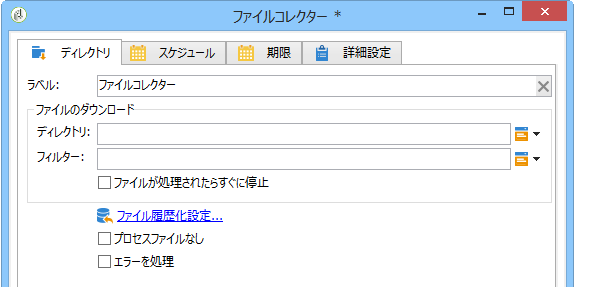 ファイルコレクター *
ディレクトリ スケジュール 期限 詳細設定
ラベル: ファイルコレクター
ファイルのダウンロード
ディレクトリ:
フィルター:
ファイルが処理されたらすぐに停止
ファイル履歴化設定...
プロセスファイルなし
エラーを処理